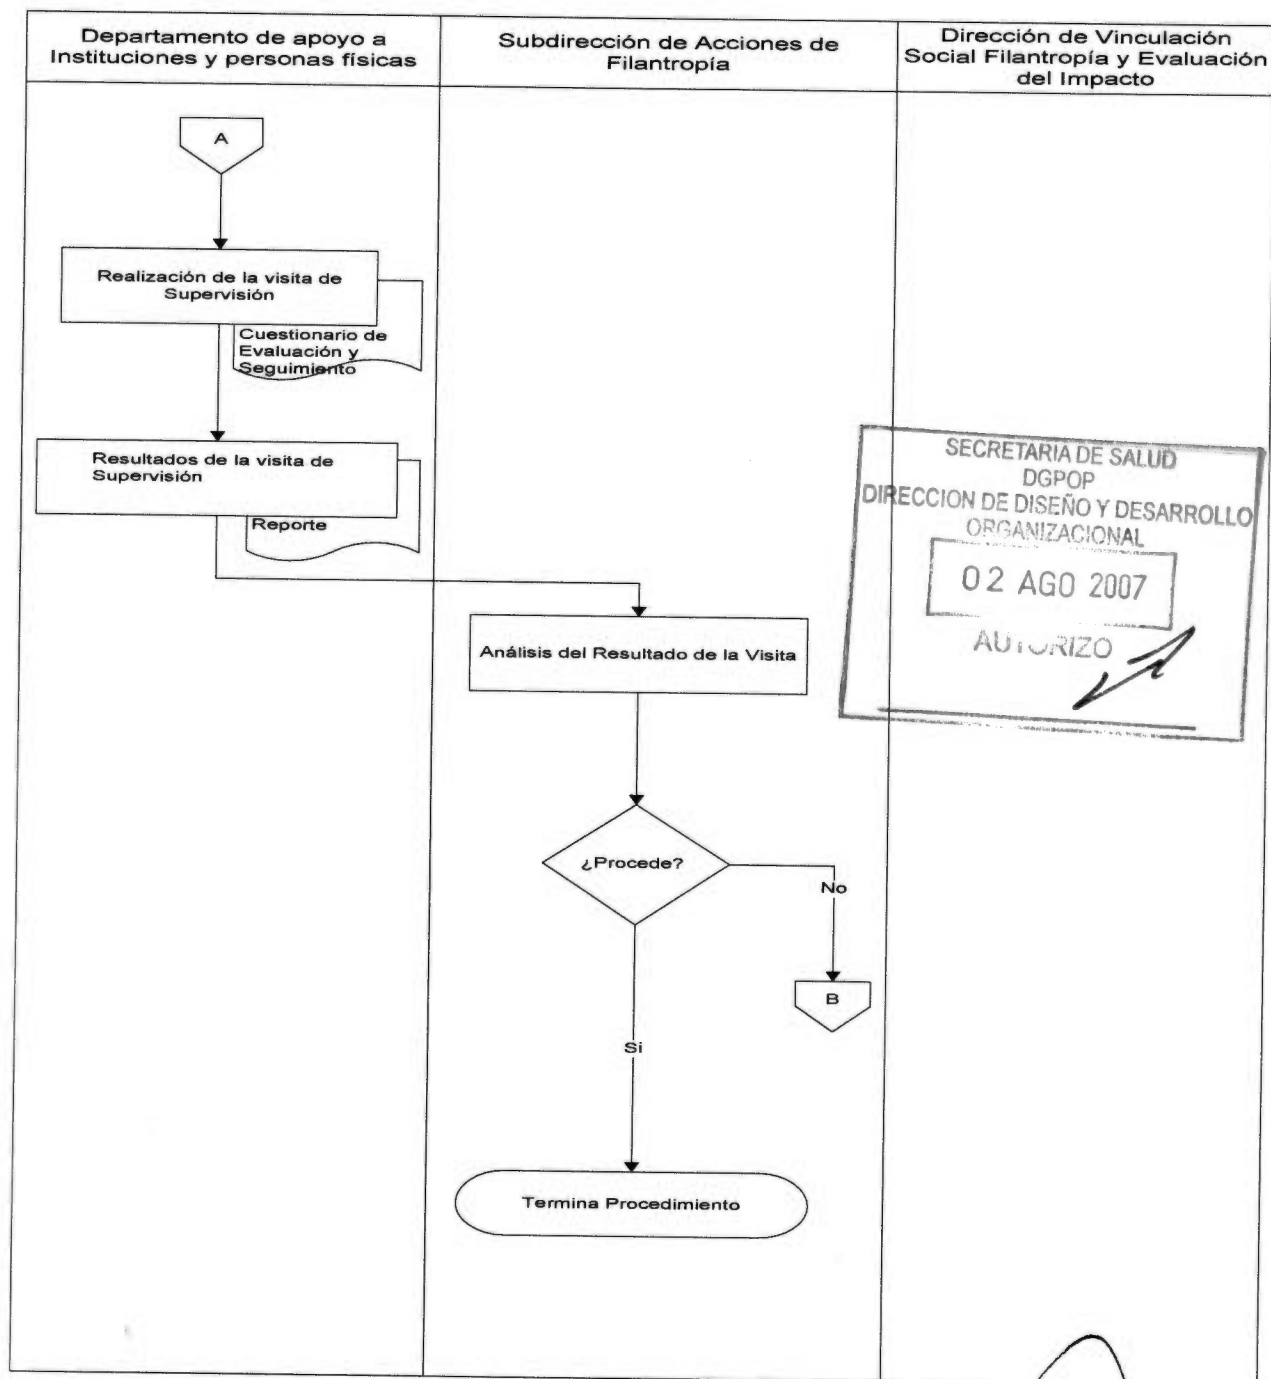 Departamento de apoyo a
Instituciones y personas físicas
Subdirección de Acciones de
Filantropía
Dirección de Vinculación
Social Filantropía y Evaluación
del Impacto
A
Realización de la visita de
Supervisión
Cuestionario de
Evaluación y
Seguimiento
Resultados de la visita de
Supervisión
Reporte
SECRETARIA DE SALUD
DGPOP
DIRECCION DE DISEÑO Y DESARROLLO
ORGANIZACIONAL
02 AGO 2007
AUTORIZO
Análisis del Resultado de la Visita
¿Procede?
No
B
Si
Termina Procedimiento